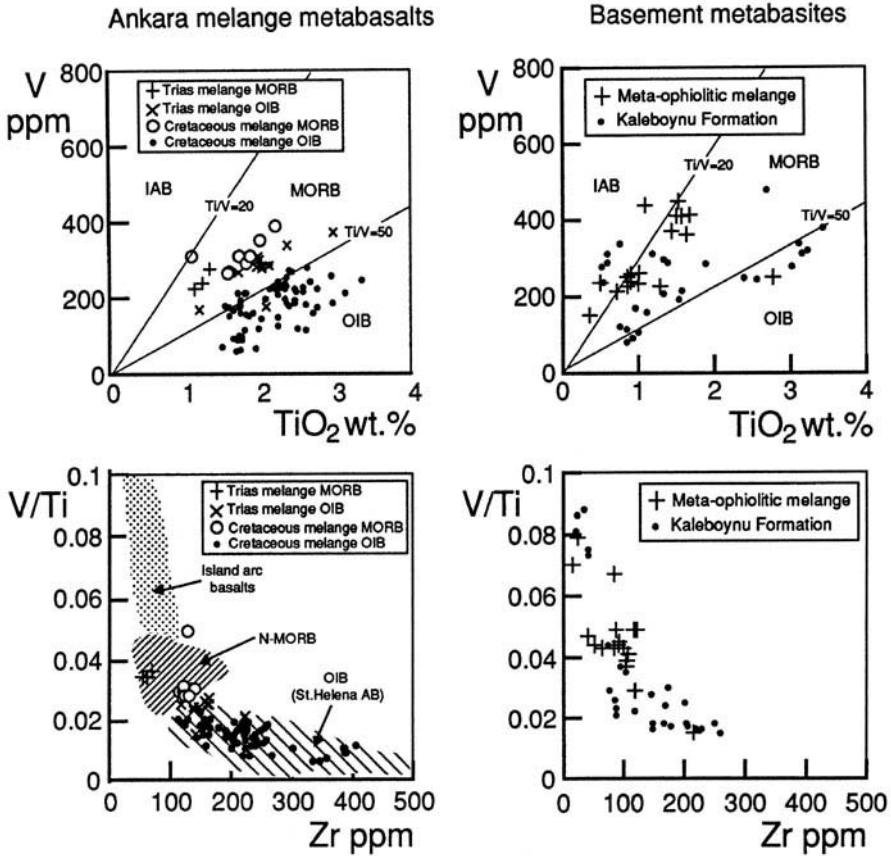 Ankara melange metabasalts
Basement metabasites
V
ppm
800
600
400
200
0
0
1
2
3
4
TiO2 wt.%
+ Trias melange MORB
× Trias melange OIB
○ Cretaceous melange MORB
• Cretaceous melange OIB
IAB
MORB
Ti/V=20
Ti/V=50
OIB
V
ppm
800
600
400
200
0
0
1
2
3
4
TiO2 wt.%
+ Meta-ophiolitic melange
• Kaleboynu Formation
IAB
MORB
Ti/V=20
Ti/V=50
OIB
V/Ti
0.1
0.08
0.06
0.04
0.02
0
0
100
200
300
400
500
Zr ppm
+ Trias melange MORB
× Trias melange OIB
○ Cretaceous melange MORB
• Cretaceous melange OIB
Island arc
basalts
N-MORB
OIB
(St.Helena AB)
V/Ti
0.1
0.08
0.06
0.04
0.02
0
0
100
200
300
400
500
Zr ppm
+ Meta-ophiolitic melange
• Kaleboynu Formation